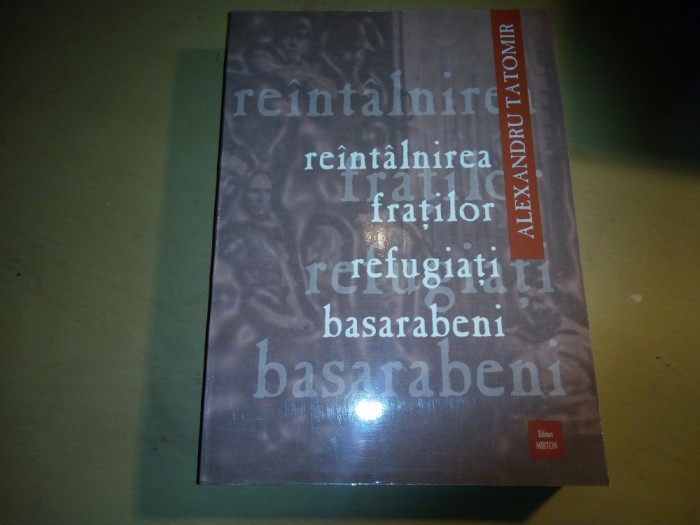 reîntâlnirea
fraților
refugiați
basarabeni
ALEXANDRU TATOMIR
reîntâlnirea
fraților
refugiați
basarabeni
Editura
MIRTON